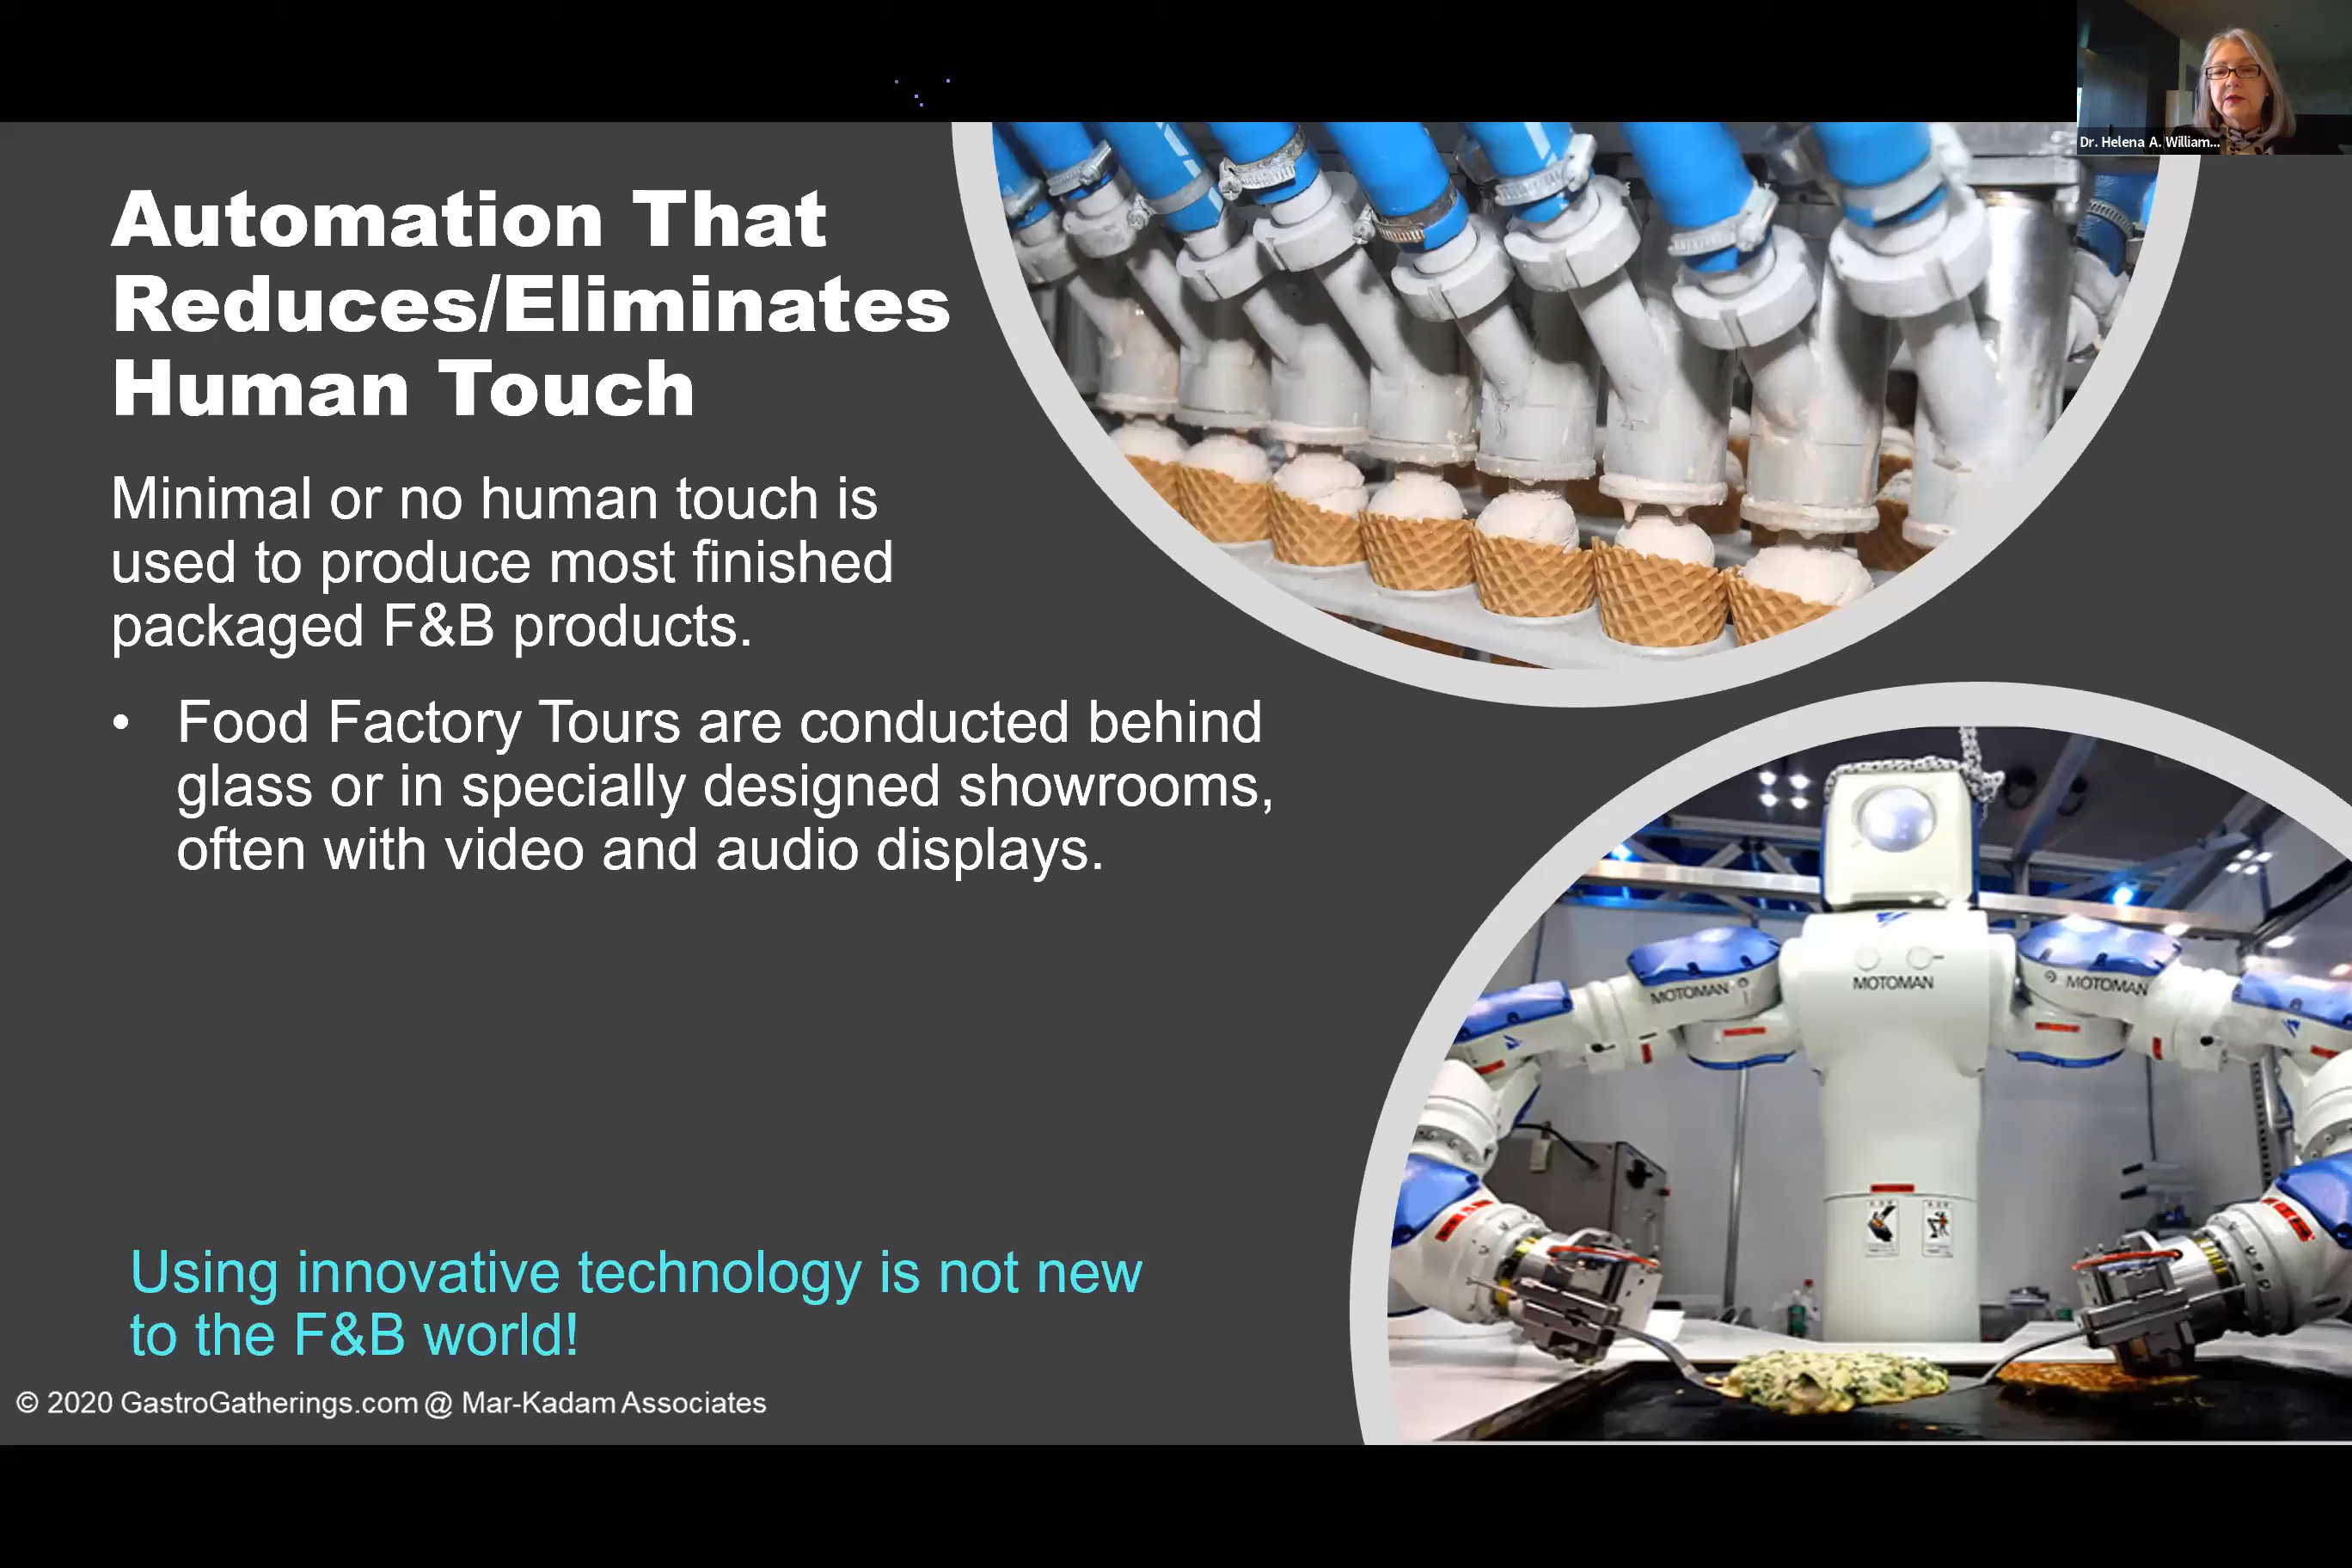 Dr. Helena A. William...
Automation That
Reduces/Eliminates
Human Touch
Minimal or no human touch is
used to produce most finished
packaged F&B products.
• Food Factory Tours are conducted behind
glass or in specially designed showrooms,
often with video and audio displays.
MOTOMAN
MOTOMAN
MOTOMAN
Using innovative technology is not new
to the F&B world!
© 2020 GastroGatherings.com @ Mar-Kadam Associates